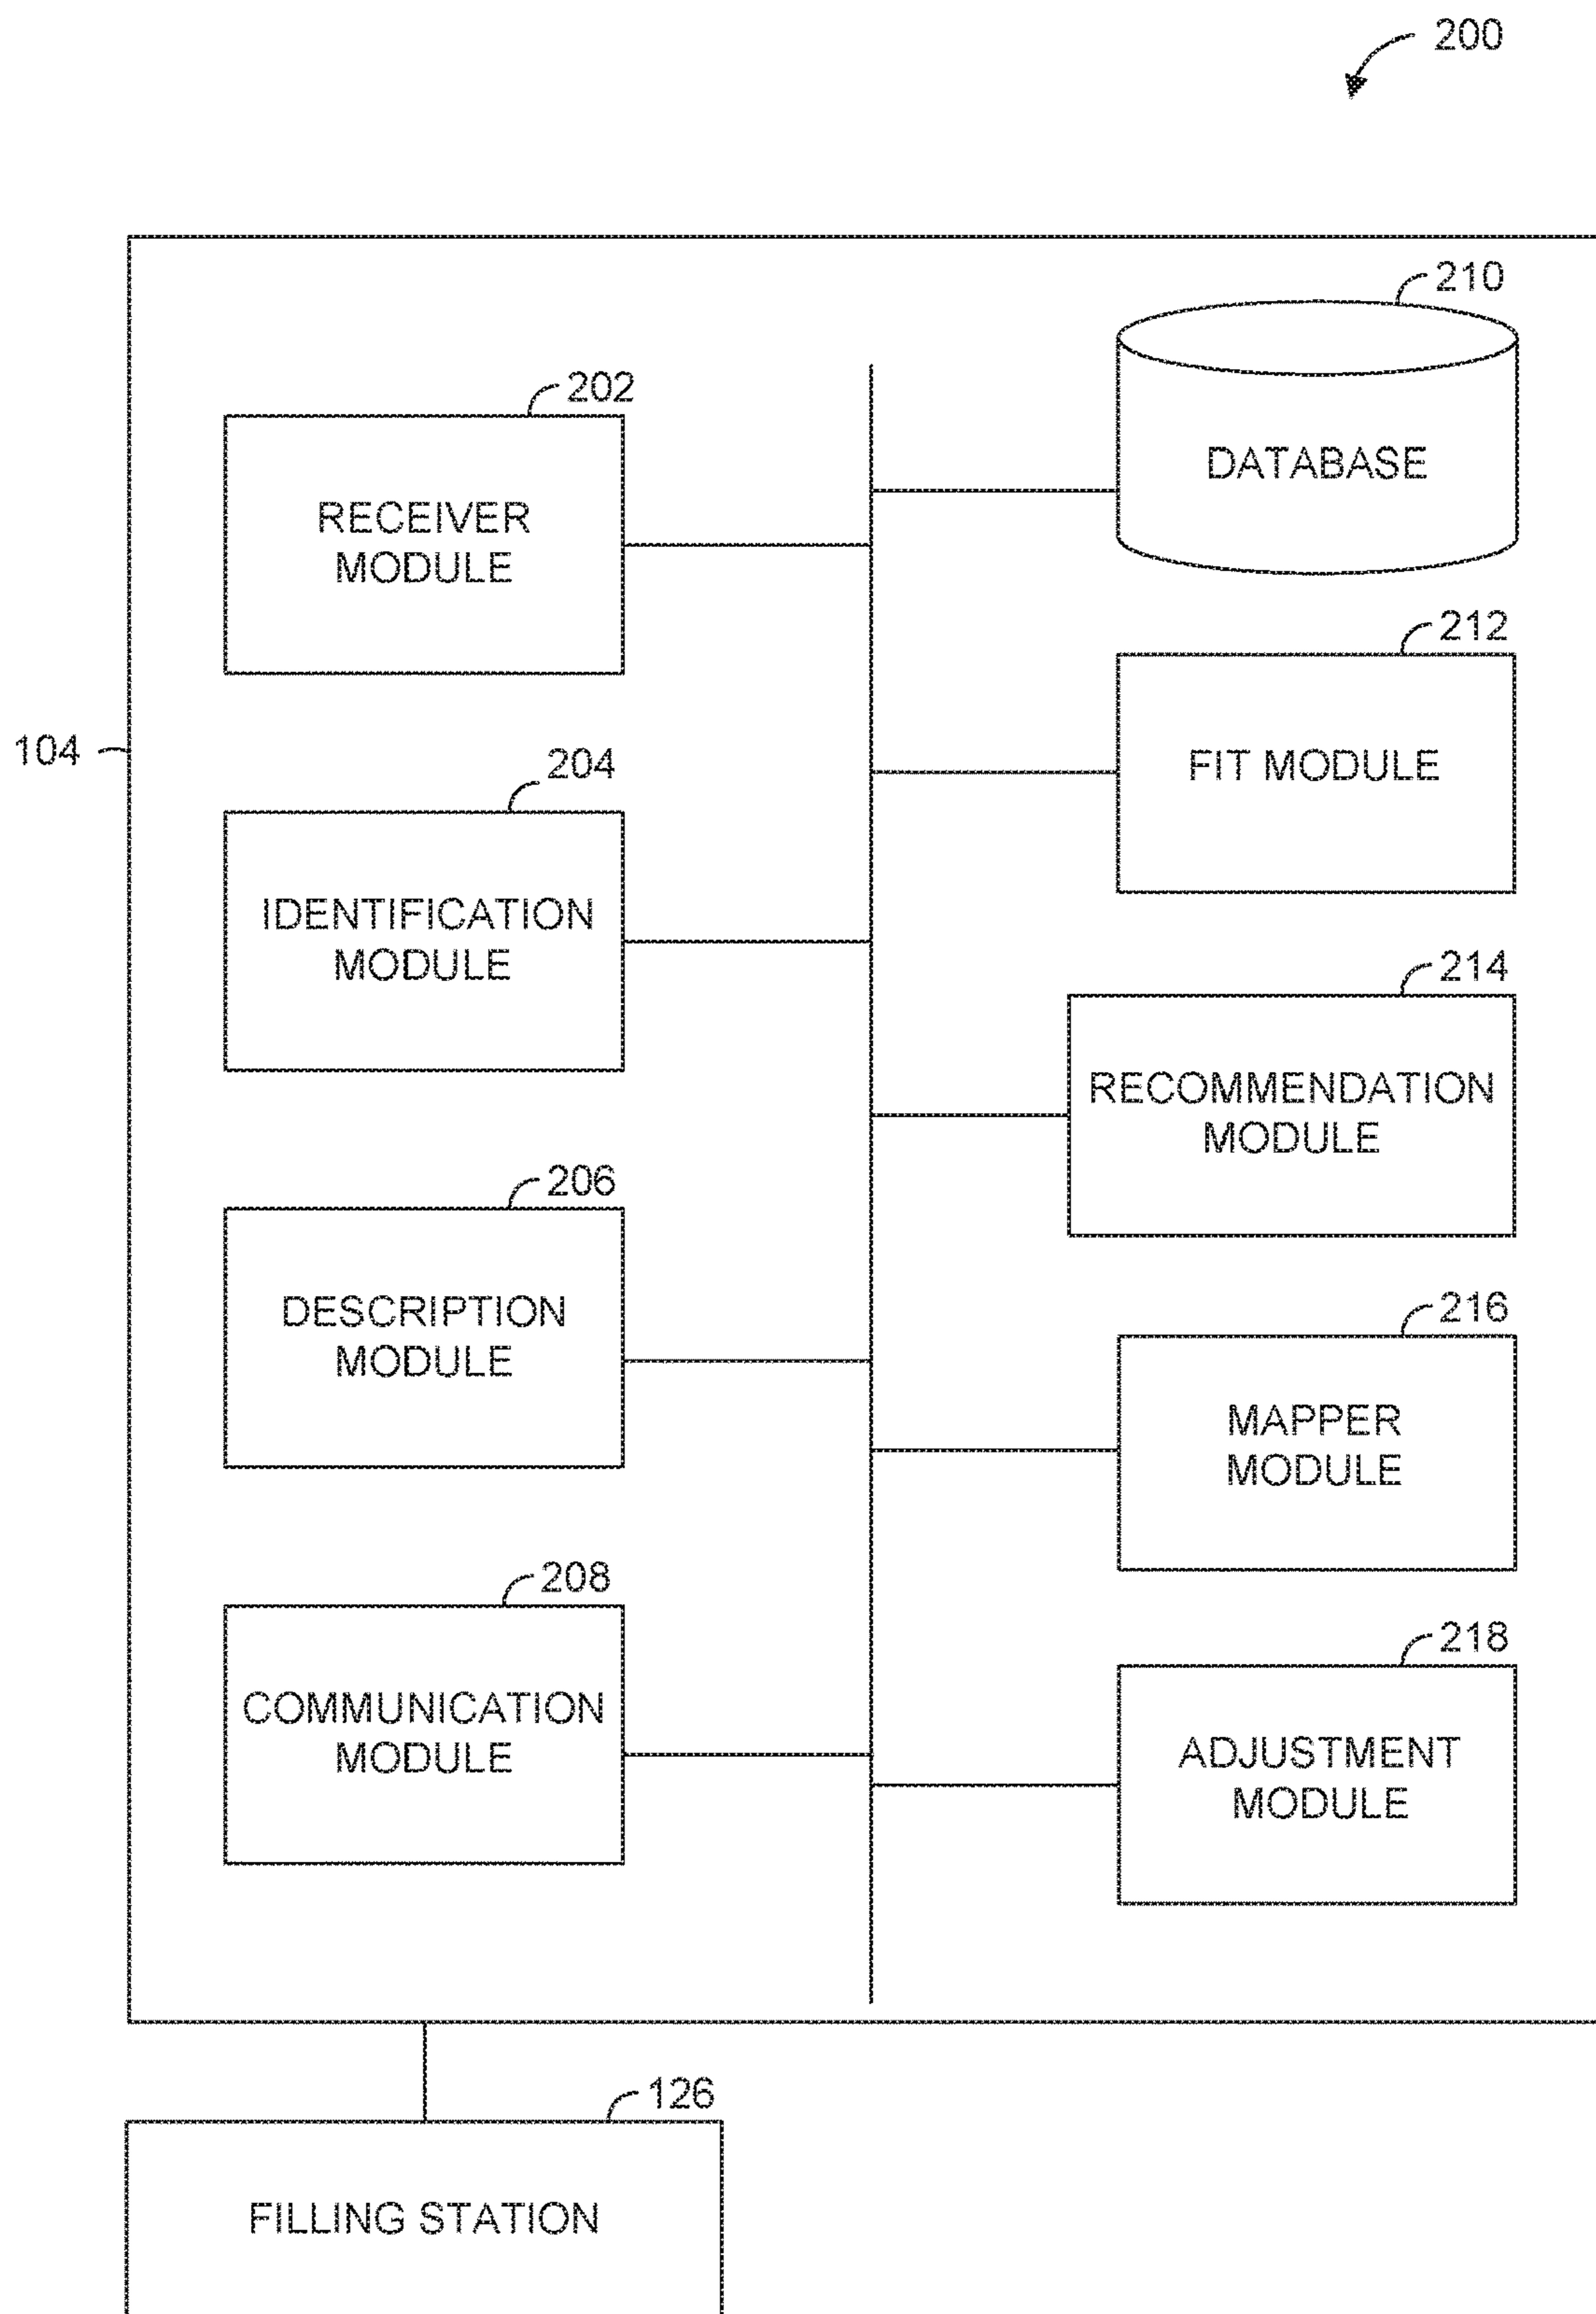 200
210
DATABASE
202
RECEIVER
MODULE
212
FIT MODULE
104
204
IDENTIFICATION
MODULE
214
RECOMMENDATION
MODULE
206
DESCRIPTION
MODULE
216
MAPPER
MODULE
208
COMMUNICATION
MODULE
218
ADJUSTMENT
MODULE
126
FILLING STATION